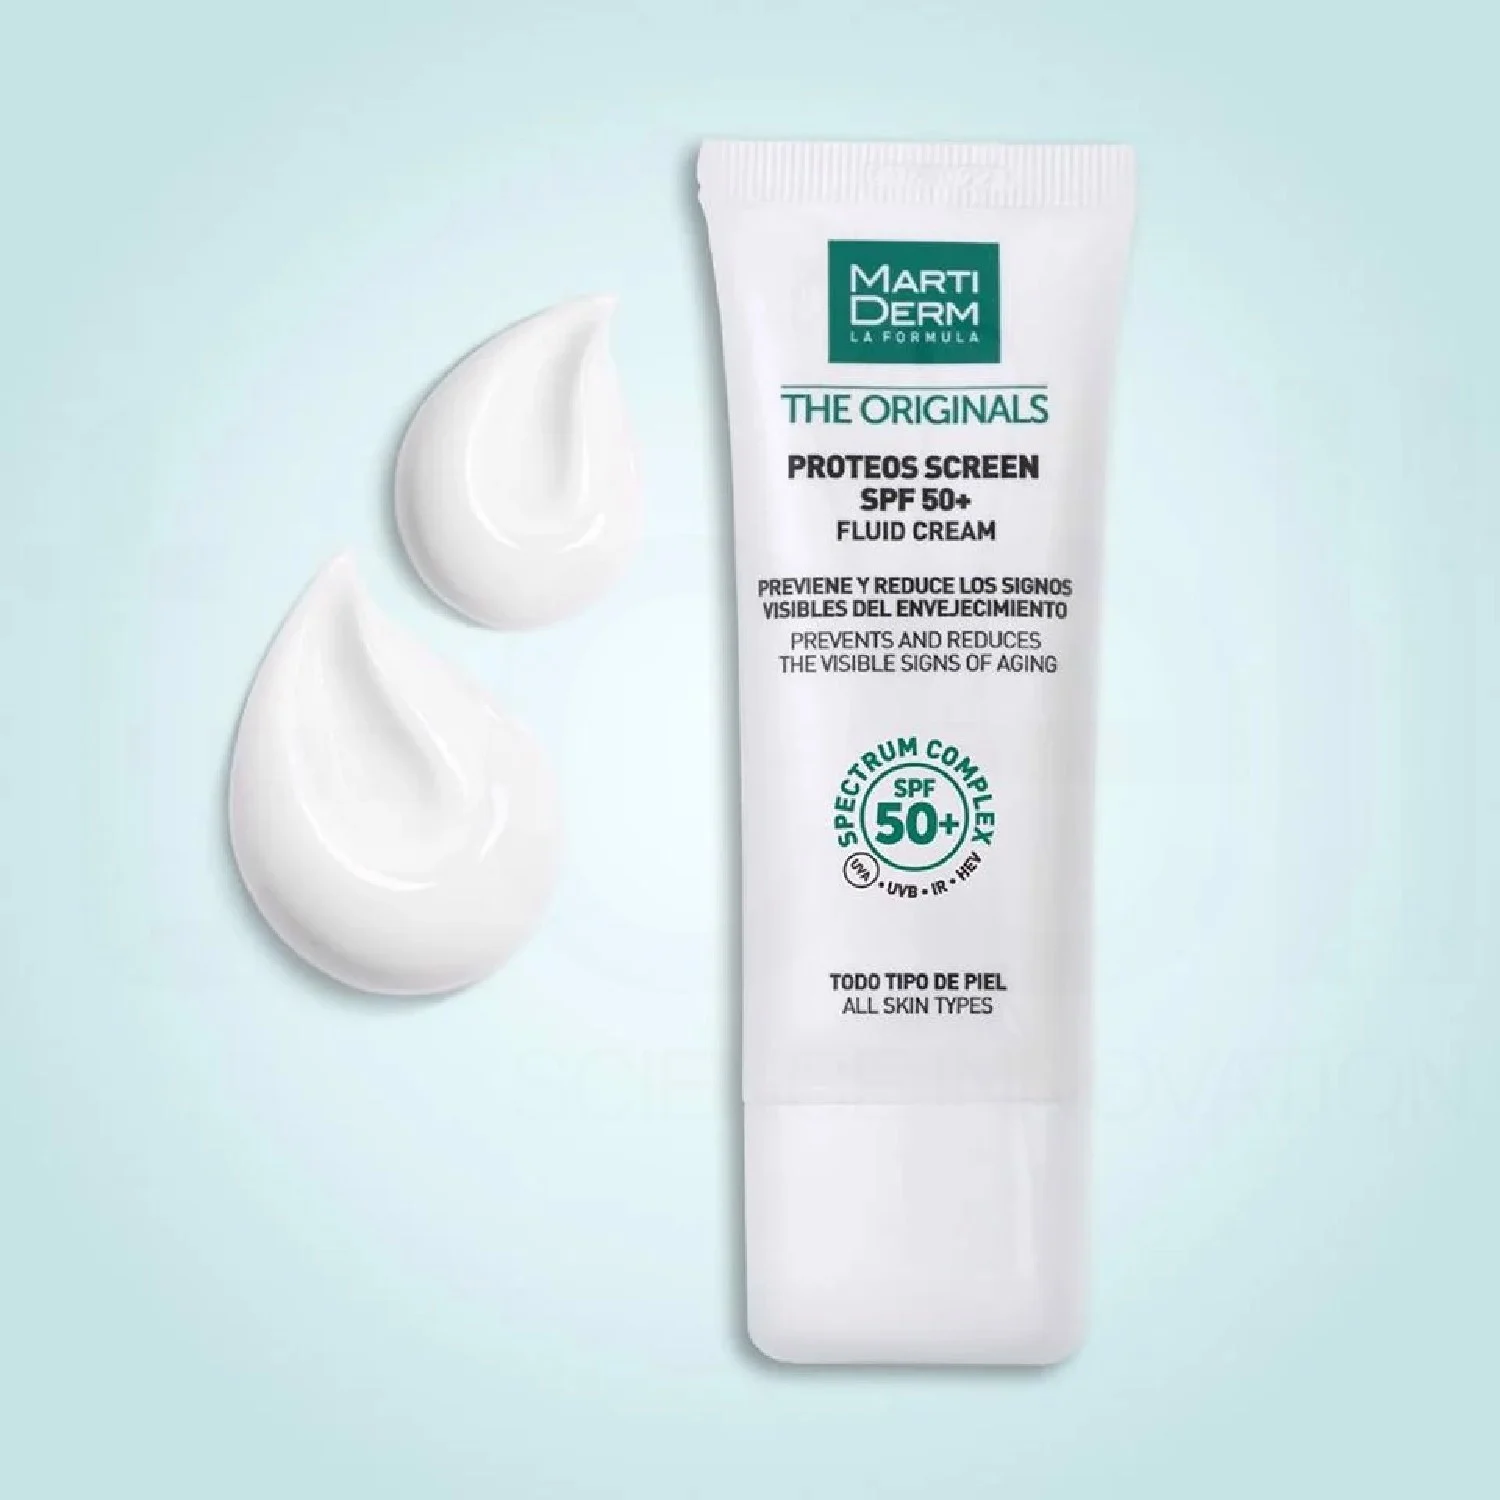 MARTI
DERM
LA FORMULA
THE ORIGINALS
PROTEOS SCREEN
SPF 50+
FLUID CREAM
PREVIENE Y REDUCE LOS SIGNOS
VISIBLES DEL ENVEJECIMIENTO
PREVENTS AND REDUCES
THE VISIBLE SIGNS OF AGING
SPECTRUM COMPLEX
SPF
50+
UVA • UVB • IR • HEV
TODO TIPO DE PIEL
ALL SKIN TYPES